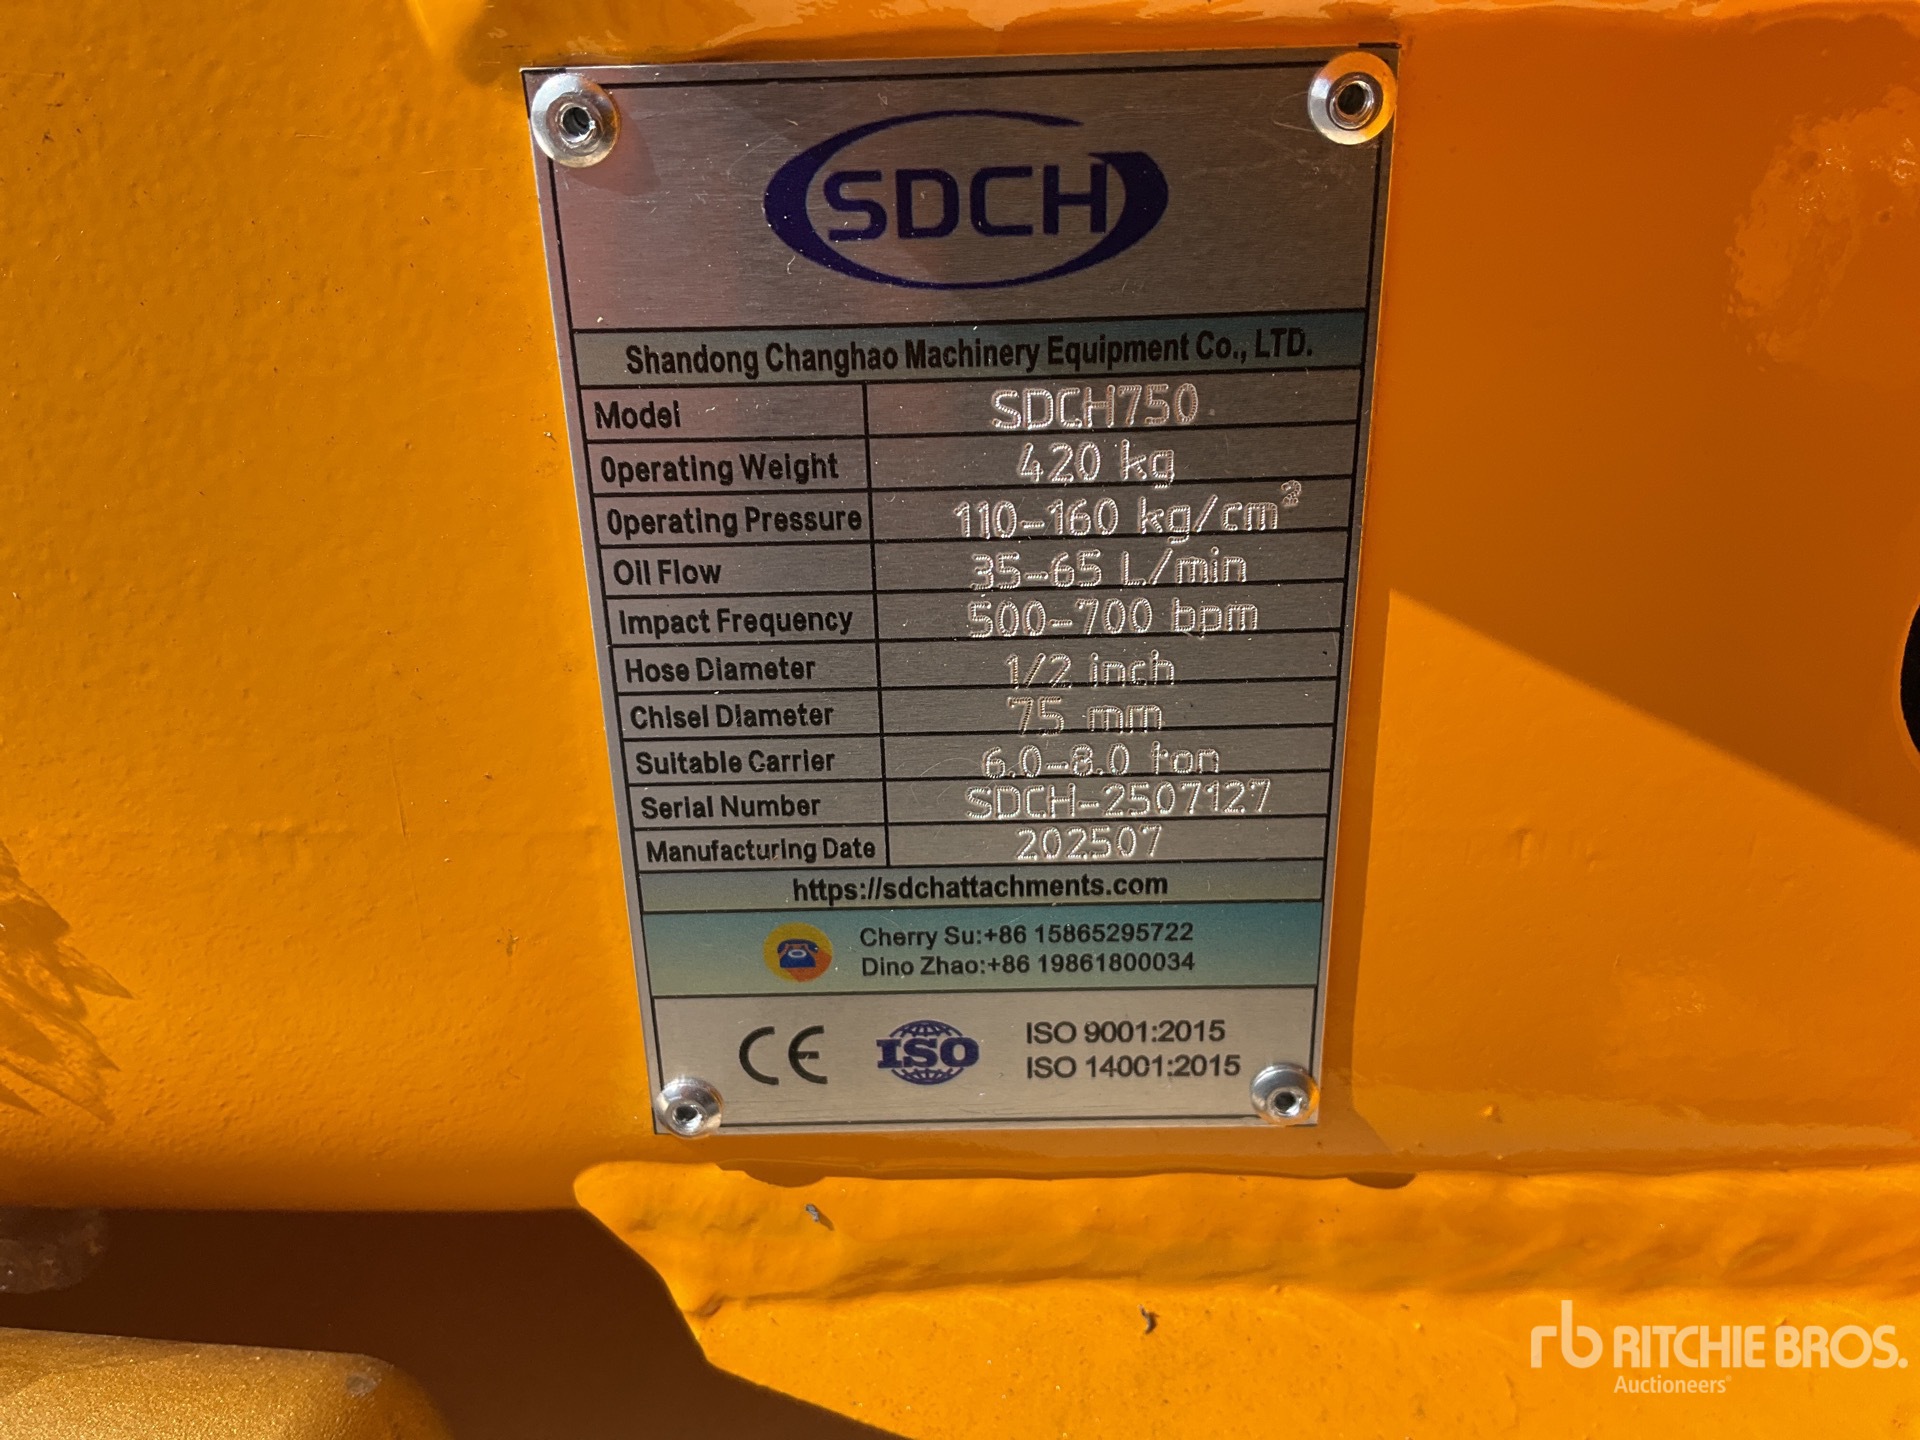 SDCH
Shandong Changhao Machinery Equipment Co., LTD.
Model SDCH750
Operating Weight 420 kg
Operating Pressure 110-160 kg/cm²
Oil Flow 35-65 L/min
Impact Frequency 500-700 bpm
Hose Diameter 1/2 inch
Chisel Diameter 75 mm
Suitable Carrier 6.0-8.0 ton
Serial Number SDCH-2507127
Manufacturing Date 202507
https://sdchattachments.com
Cherry Su:+86 15865295722
Dino Zhao:+86 19861800034
CE ISO ISO 9001:2015
ISO 14001:2015
rb RITCHIE BROS.
Auctioneers